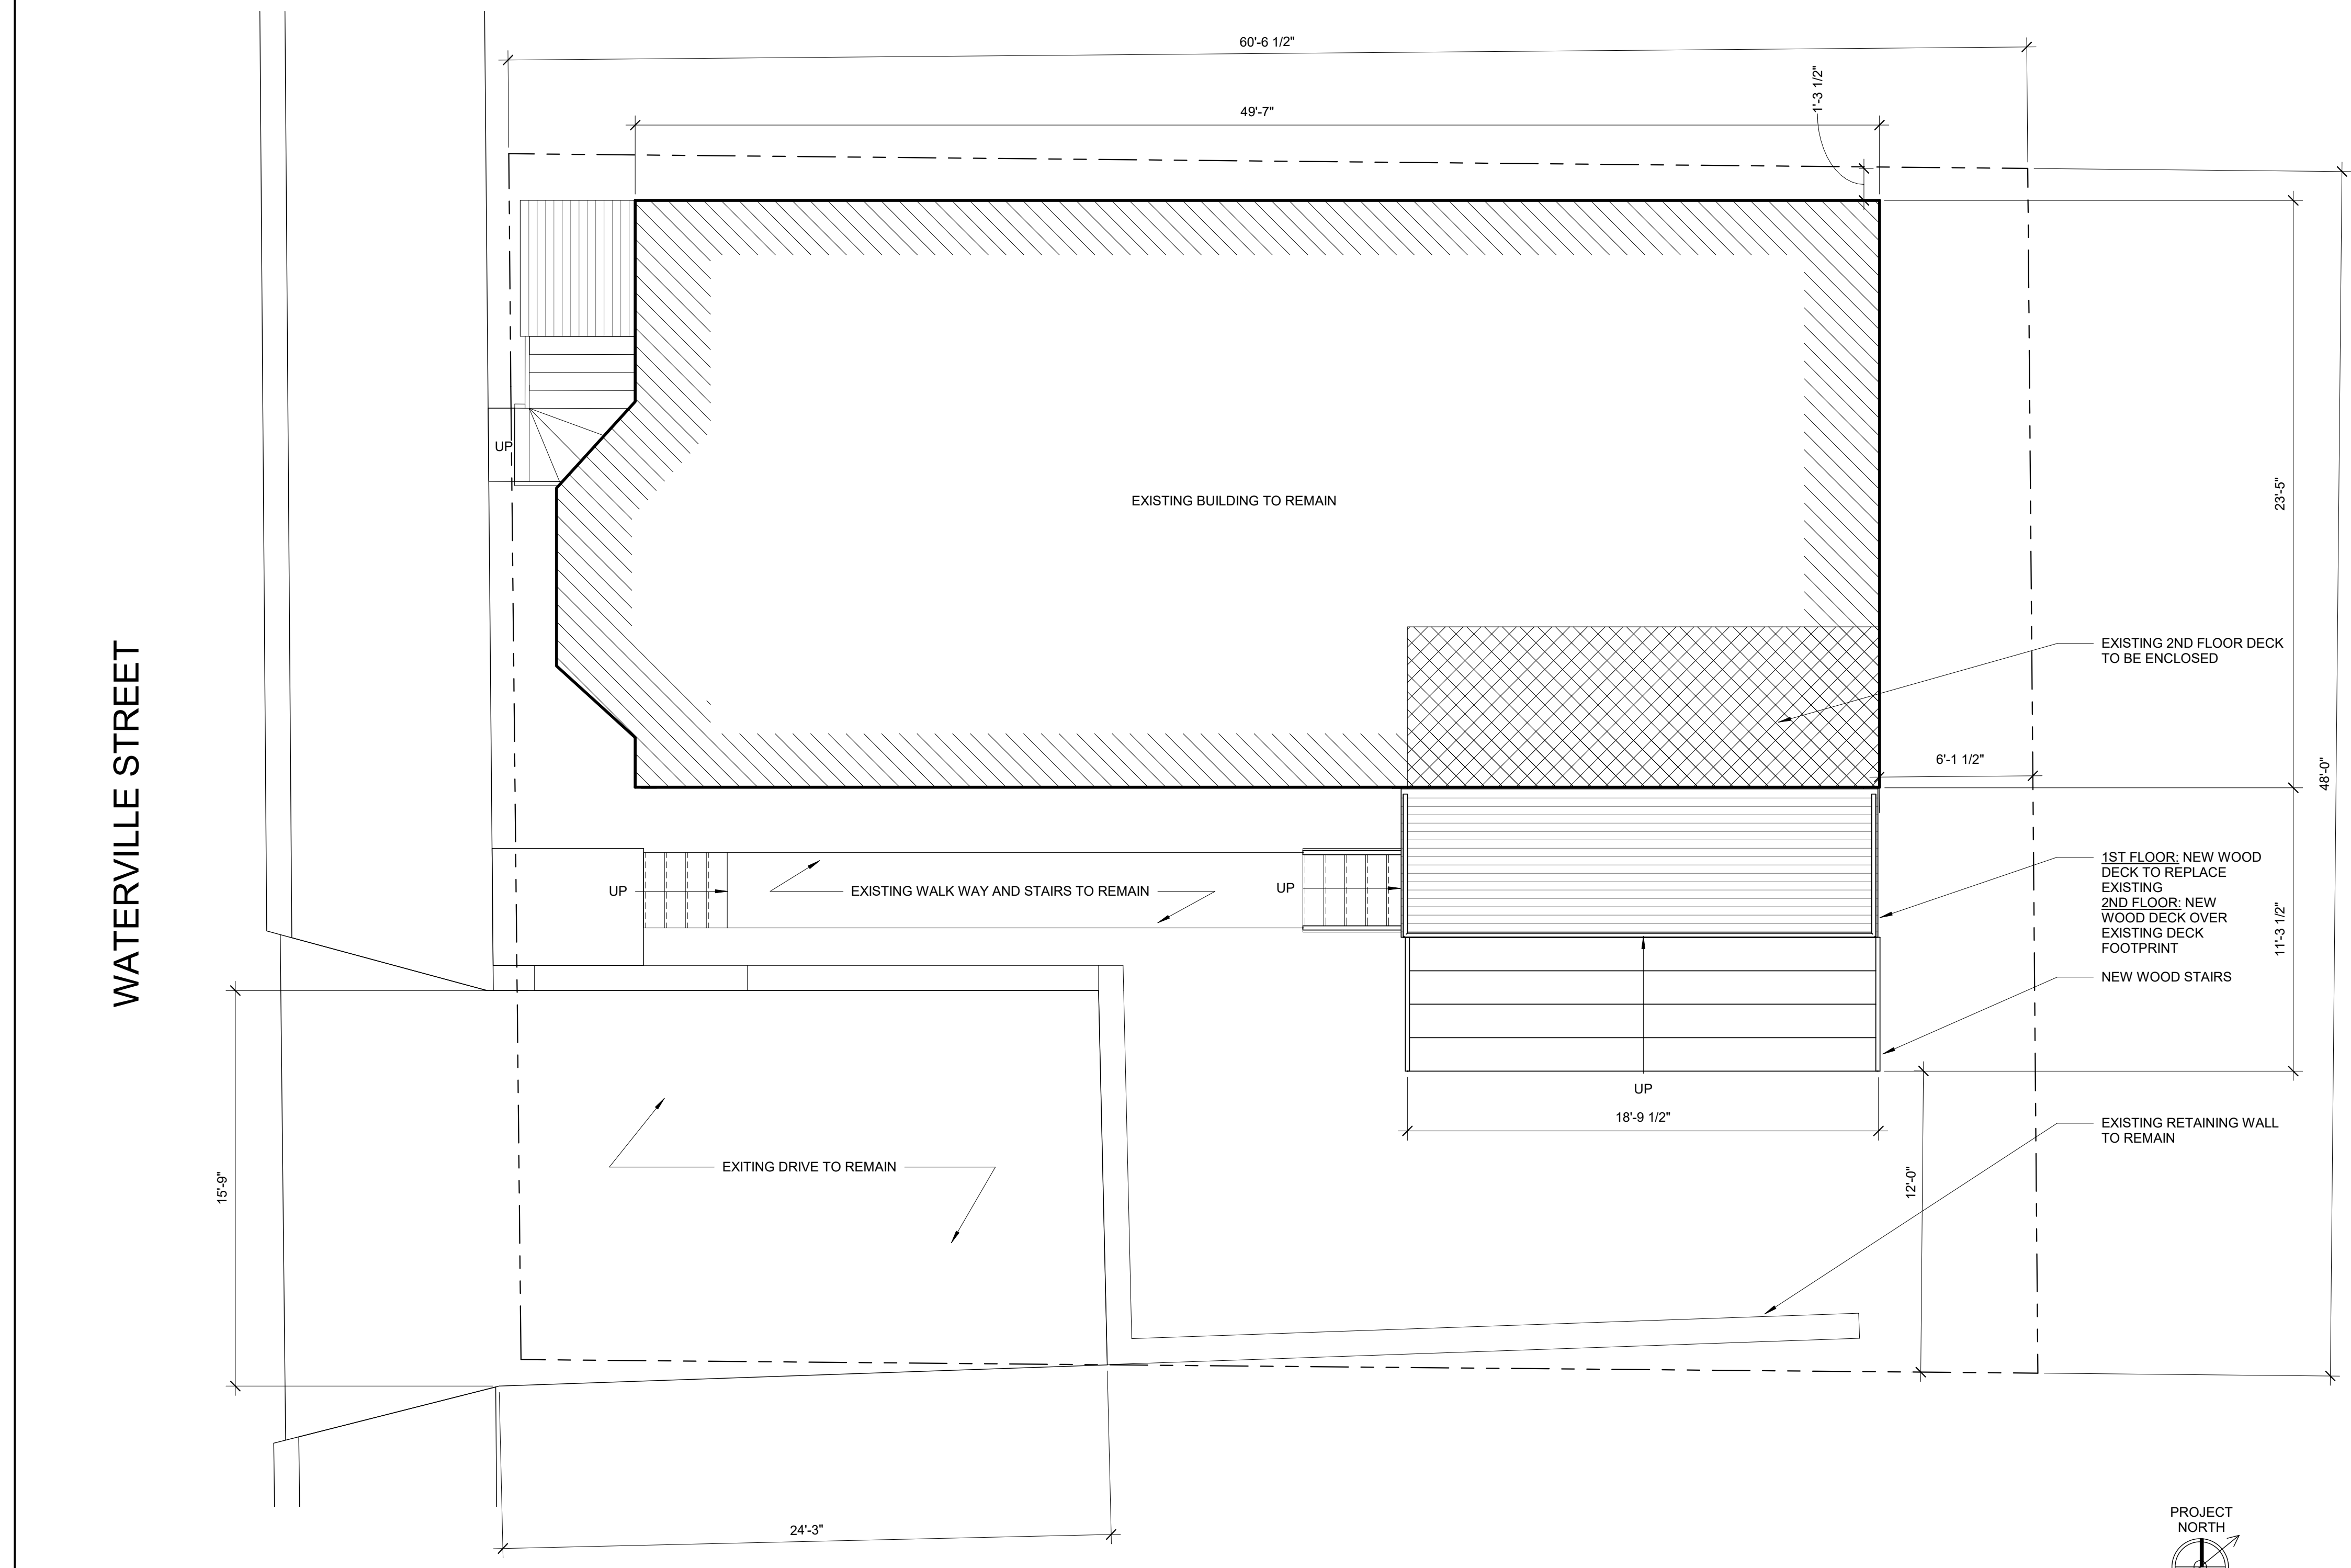 60'-6 1/2"
49'-7"
1'-3 1/2"
UP
EXISTING BUILDING TO REMAIN
23'-5"
48'-0"
EXISTING 2ND FLOOR DECK
TO BE ENCLOSED
6'-1 1/2"
WATERVILLE STREET
UP
EXISTING WALK WAY AND STAIRS TO REMAIN
UP
1ST FLOOR: NEW WOOD
DECK TO REPLACE
EXISTING
2ND FLOOR: NEW
WOOD DECK OVER
EXISTING DECK
FOOTPRINT
11'-3 1/2"
NEW WOOD STAIRS
UP
18'-9 1/2"
EXISTING RETAINING WALL
TO REMAIN
EXITING DRIVE TO REMAIN
15'-9"
12'-0"
24'-3"
PROJECT
NORTH